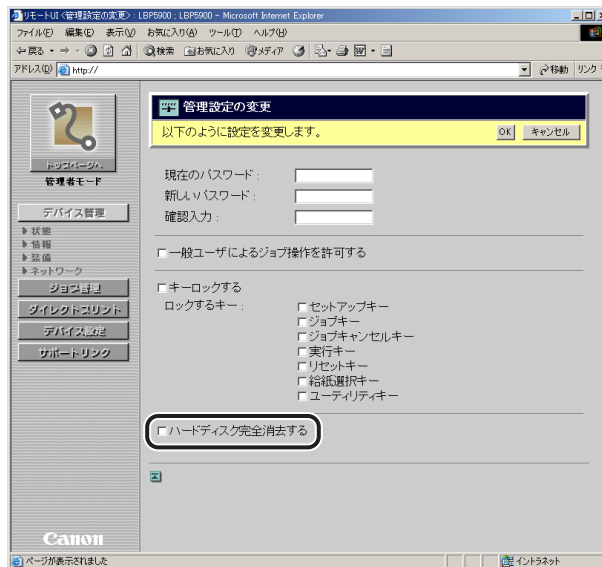 リモートUI <管理設定の変更> : LBP5900 ; LBP5900 - Microsoft Internet Explorer
ファイル(F) 編集(E) 表示(V) お気に入り(A) ツール(T) ヘルプ(H)
戻る 検索 お気に入り メディア
アドレス(D) http:// 移動 リンク
管理設定の変更
以下のように設定を変更します。 OK キャンセル
トップページへ
管理者モード
デバイス管理
状態
情報
装備
ネットワーク
ジョブ管理
ダイレクトプリント
デバイス設定
サポートリンク
現在のパスワード :
新しいパスワード :
確認入力 :
一般ユーザによるジョブ操作を許可する
キーロックする
ロックするキー :
セットアップキー
ジョブキー
ジョブキャンセルキー
実行キー
リセットキー
給紙選択キー
ユーティリティキー
ハードディスク完全消去する
Canon
ページが表示されました イントラネット